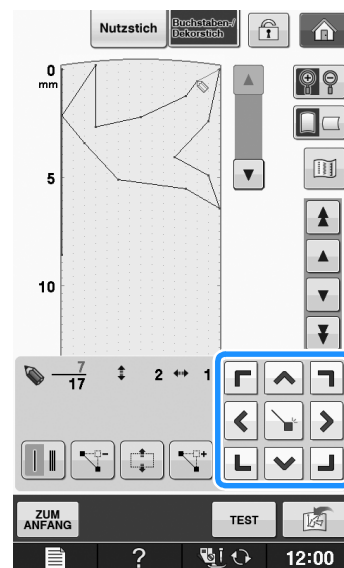 Nutzstich
Buchstaben-/
Dekorstich
0
mm
5
10
7
17
2
1
ZUM
ANFANG
TEST
?
12:00